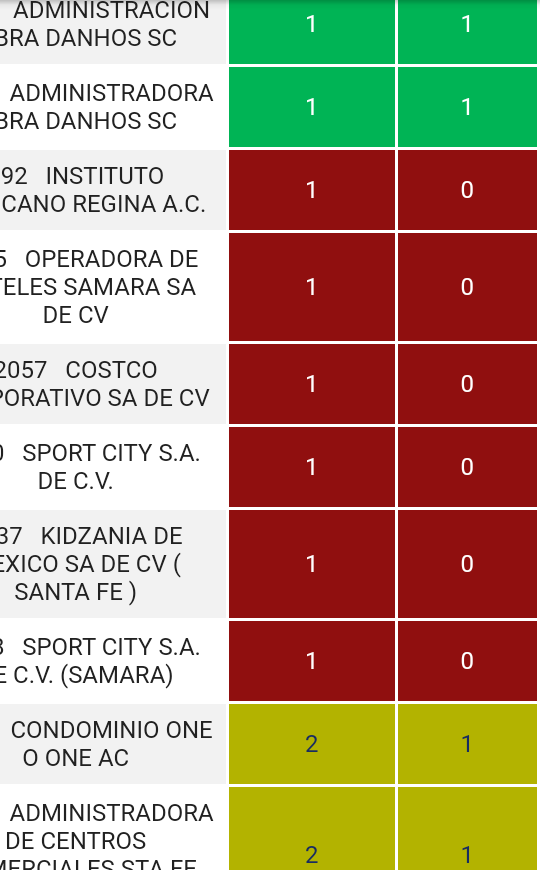 ADMINISTRACION
BRA DANHOS SC
1 1
ADMINISTRADORA
BRA DANHOS SC
1 1
92 INSTITUTO
CANO REGINA A.C.
1 0
5 OPERADORA DE
TELES SAMARA SA
DE CV
1 0
2057 COSTCO
PORATIVO SA DE CV
1 0
0 SPORT CITY S.A.
DE C.V.
1 0
37 KIDZANIA DE
EXICO SA DE CV (
SANTA FE )
1 0
3 SPORT CITY S.A.
E C.V. (SAMARA)
1 0
CONDOMINIO ONE
O ONE AC
2 1
ADMINISTRADORA
DE CENTROS
MERCIALES STA FE
2 1